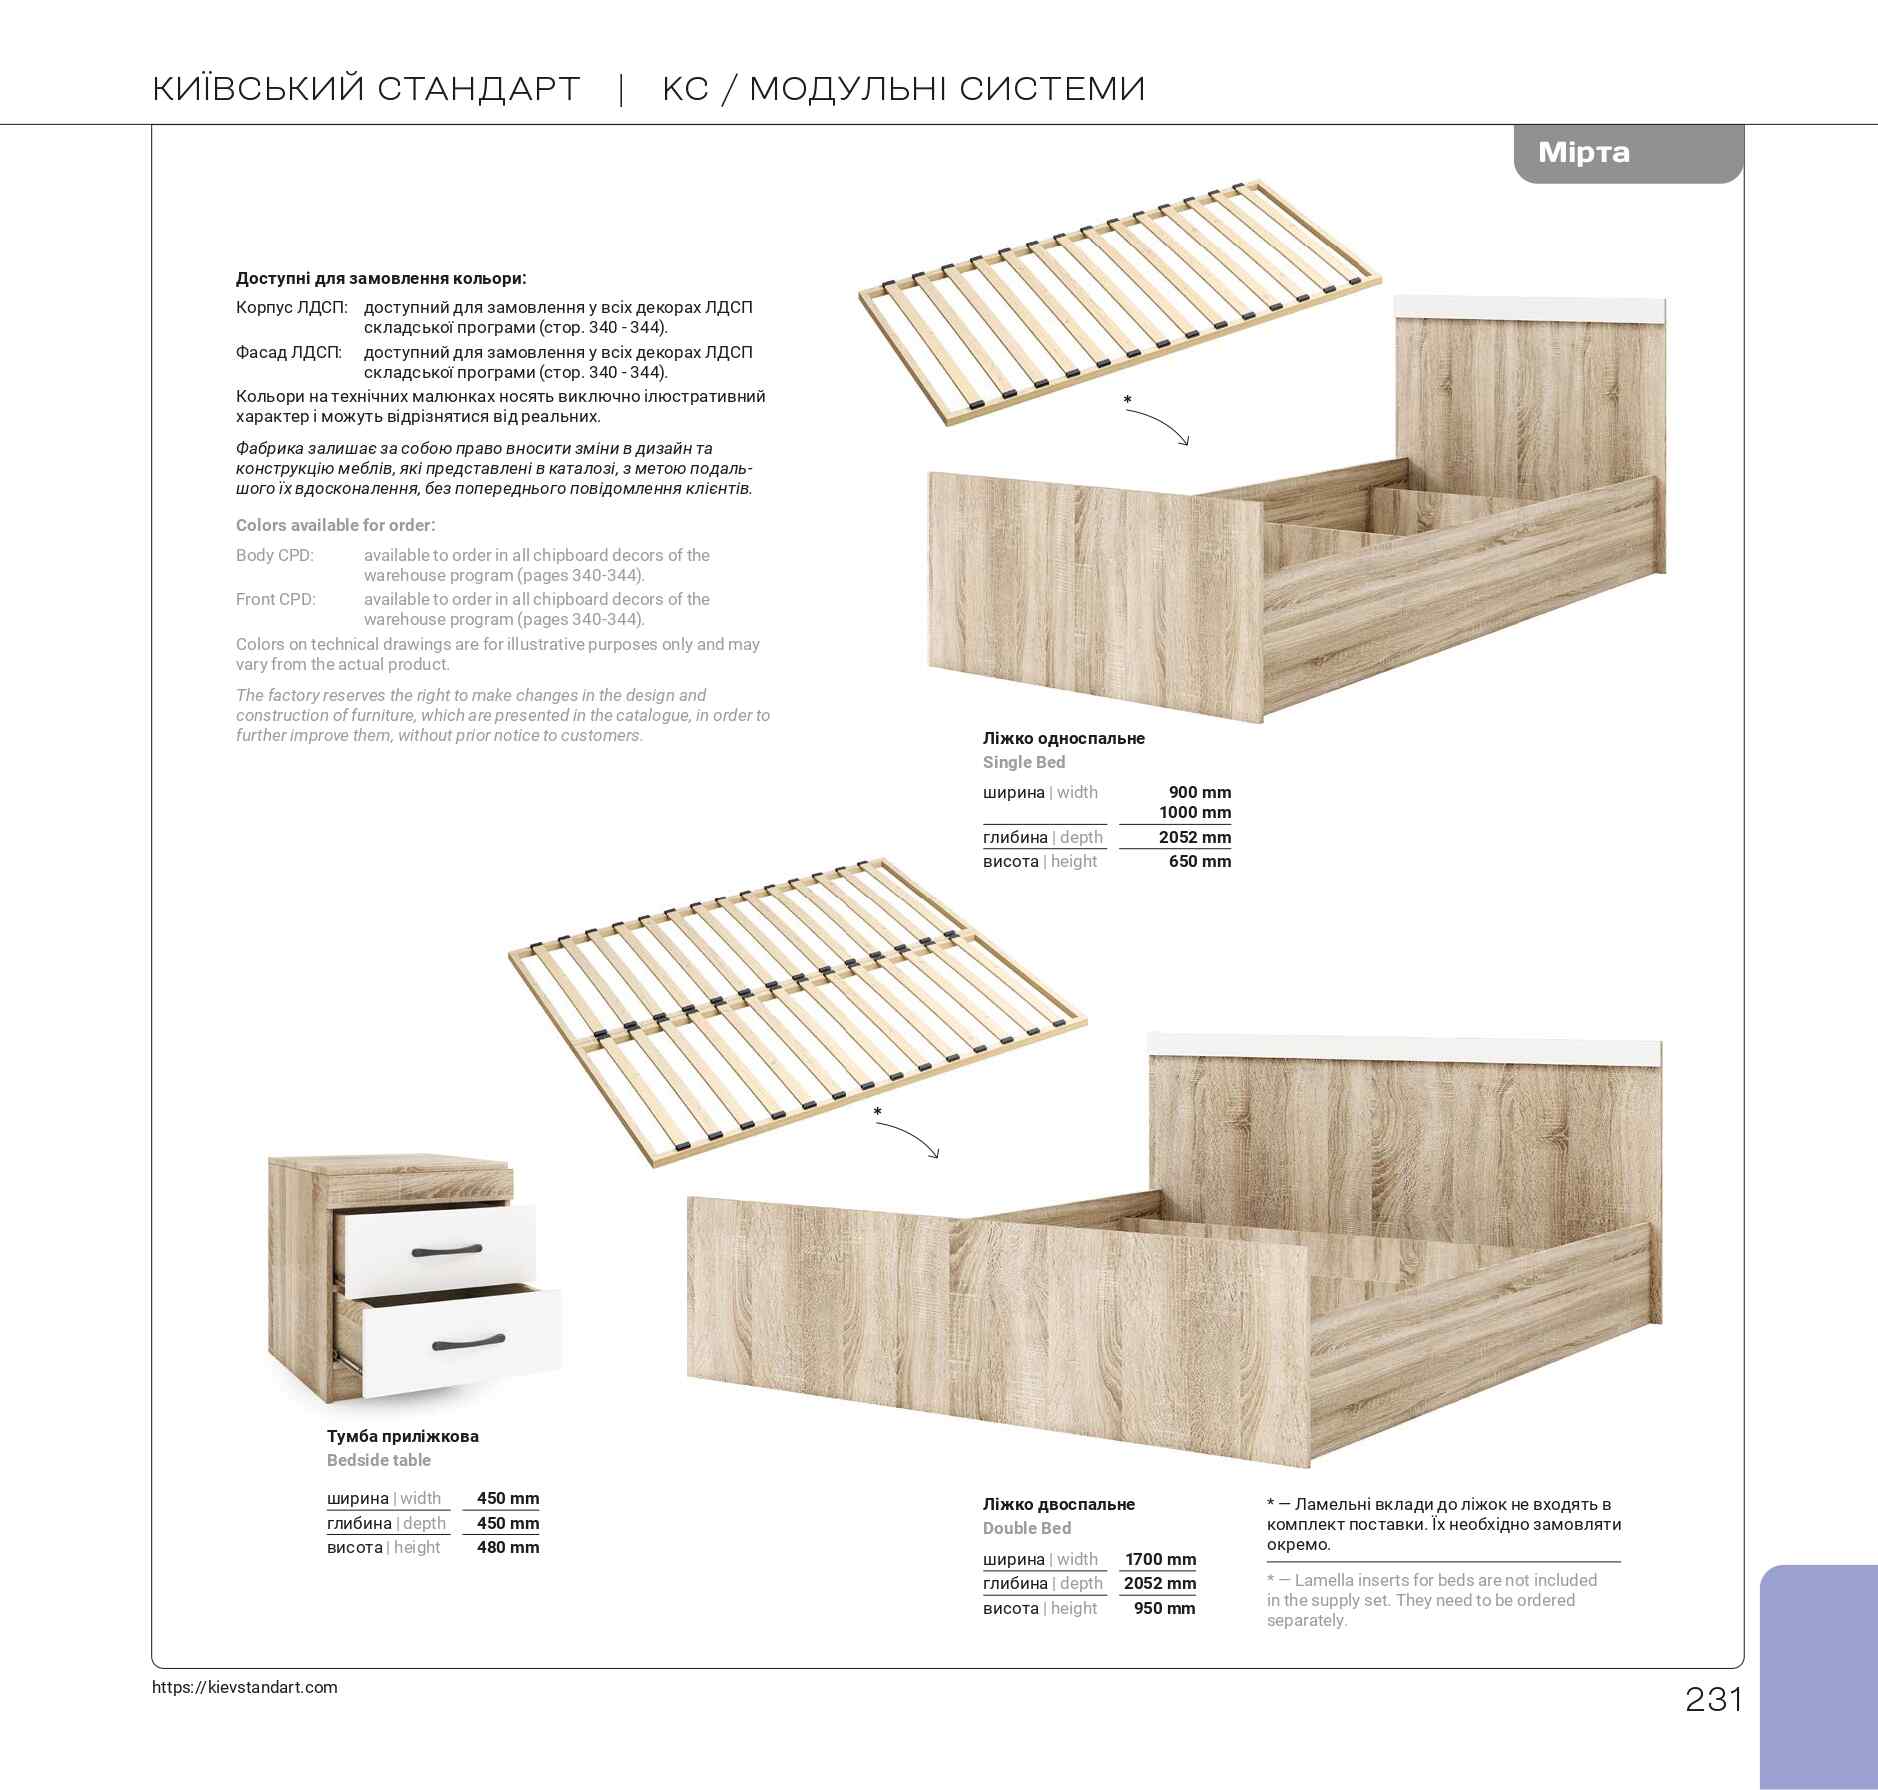 КИЇВСЬКИЙ СТАНДАРТ | КС / МОДУЛЬНІ СИСТЕМИ
Мірта
Доступні для замовлення кольори:
Корпус ЛДСП: доступний для замовлення у всіх декорах ЛДСП
складської програми (стор. 340 - 344).
Фасад ЛДСП: доступний для замовлення у всіх декорах ЛДСП
складської програми (стор. 340 - 344).
Кольори на технічних малюнках носять виключно ілюстративний
характер і можуть відрізнятися від реальних.
Фабрика залишає за собою право вносити зміни в дизайн та
конструкцію меблів, які представлені в каталозі, з метою подаль-
шого їх вдосконалення, без попереднього повідомлення клієнтів.
Colors available for order:
Body CPD: available to order in all chipboard decors of the
warehouse program (pages 340-344).
Front CPD: available to order in all chipboard decors of the
warehouse program (pages 340-344).
Colors on technical drawings are for illustrative purposes only and may
vary from the actual product.
The factory reserves the right to make changes in the design and
construction of furniture, which are presented in the catalogue, in order to
further improve them, without prior notice to customers.
*
Ліжко односпальне
Single Bed
ширина | width 900 mm
1000 mm
глибина | depth 2052 mm
висота | height 650 mm
*
Тумба приліжкова
Bedside table
ширина | width 450 mm
глибина | depth 450 mm
висота | height 480 mm
Ліжко двоспальне
Double Bed
ширина | width 1700 mm
глибина | depth 2052 mm
висота | height 950 mm
* — Ламельні вклади до ліжок не входять в
комплект поставки. Їх необхідно замовляти
окремо.
* — Lamella inserts for beds are not included
in the supply set. They need to be ordered
separately.
https://kievstandart.com
231